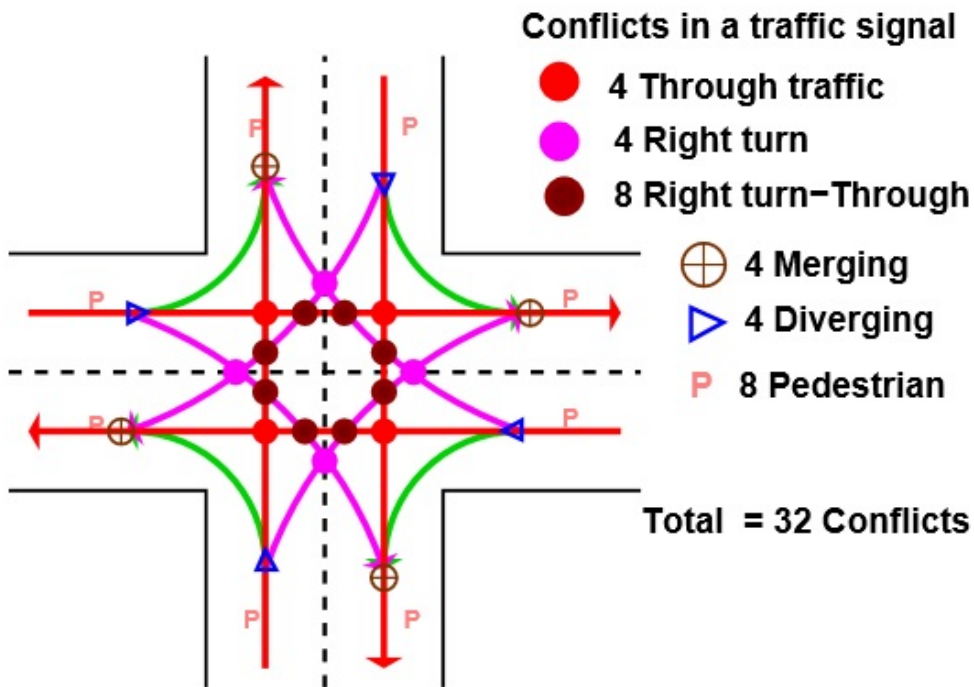 Conflicts in a traffic signal
4 Through traffic
4 Right turn
8 Right turn−Through
4 Merging
4 Diverging
P 8 Pedestrian
Total = 32 Conflicts
P
P
P
P
P
P
P
P